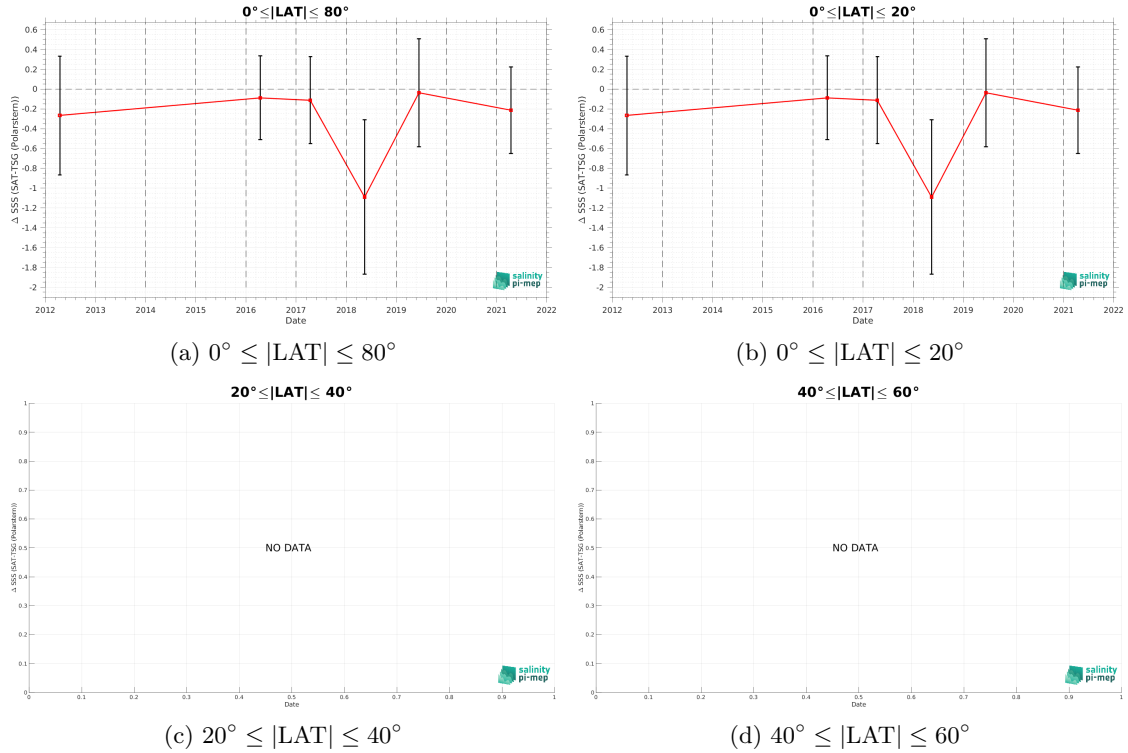 0°≤|LAT|≤ 80°
0.6
0.4
0.2
0
-0.2
-0.4
-0.6
-0.8
-1
-1.2
-1.4
-1.6
-1.8
-2
Δ SSS (SAT-TSG (Polarstern))
2012 2013 2014 2015 2016 2017 2018 2019 2020 2021 2022
Date
salinity
pi-mep
(a) 0° ≤ |LAT| ≤ 80°
0°≤|LAT|≤ 20°
0.6
0.4
0.2
0
-0.2
-0.4
-0.6
-0.8
-1
-1.2
-1.4
-1.6
-1.8
-2
Δ SSS (SAT-TSG (Polarstern))
2012 2013 2014 2015 2016 2017 2018 2019 2020 2021 2022
Date
salinity
pi-mep
(b) 0° ≤ |LAT| ≤ 20°
20°≤|LAT|≤ 40°
1
0.9
0.8
0.7
0.6
0.5
0.4
0.3
0.2
0.1
0
Δ SSS (SAT-TSG (Polarstern))
NO DATA
0 0.1 0.2 0.3 0.4 0.5 0.6 0.7 0.8 0.9 1
Date
salinity
pi-mep
(c) 20° ≤ |LAT| ≤ 40°
40°≤|LAT|≤ 60°
1
0.9
0.8
0.7
0.6
0.5
0.4
0.3
0.2
0.1
0
Δ SSS (SAT-TSG (Polarstern))
NO DATA
0 0.1 0.2 0.3 0.4 0.5 0.6 0.7 0.8 0.9 1
Date
salinity
pi-mep
(d) 40° ≤ |LAT| ≤ 60°